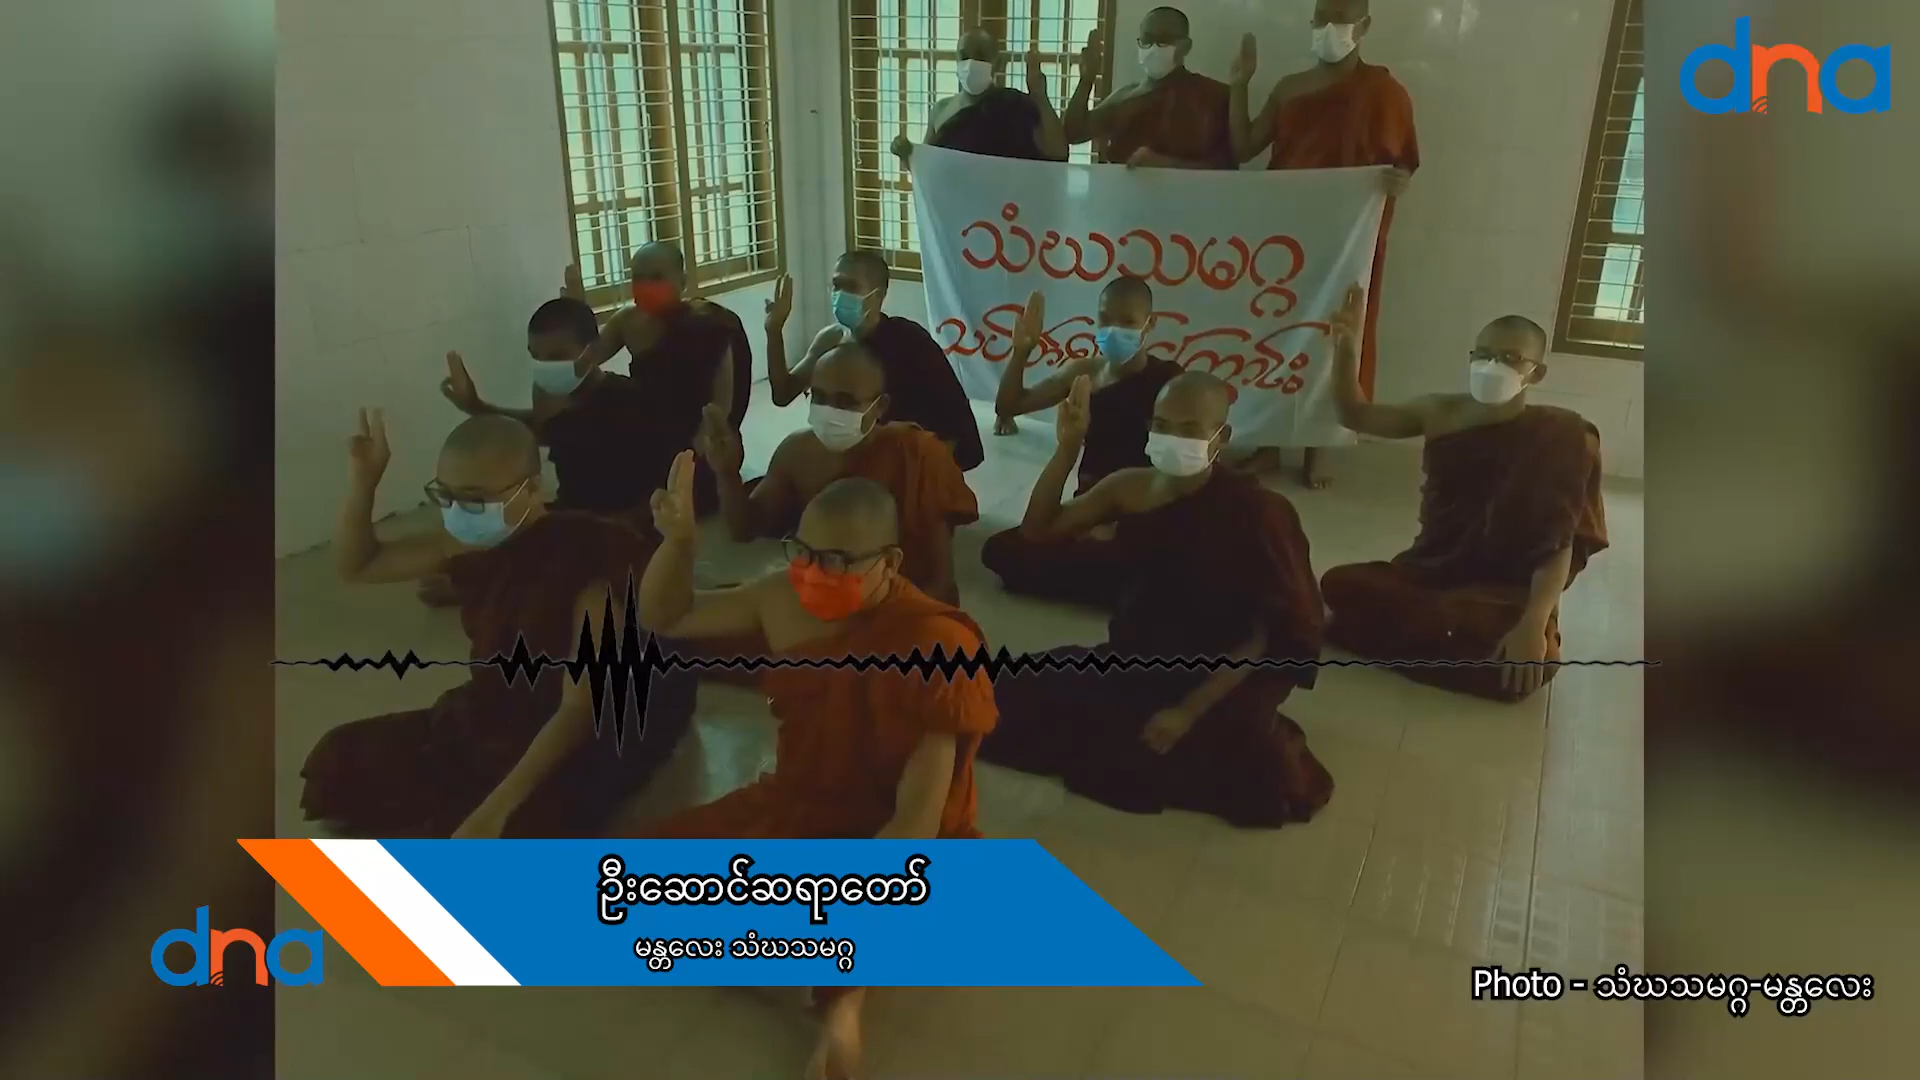 dna
သံဃသမဂ္ဂ
ဦးဆောင်ဆရာတော်
မန္တလေး သံဃသမဂ္ဂ
dna
Photo - သံဃသမဂ္ဂ-မန္တလေး